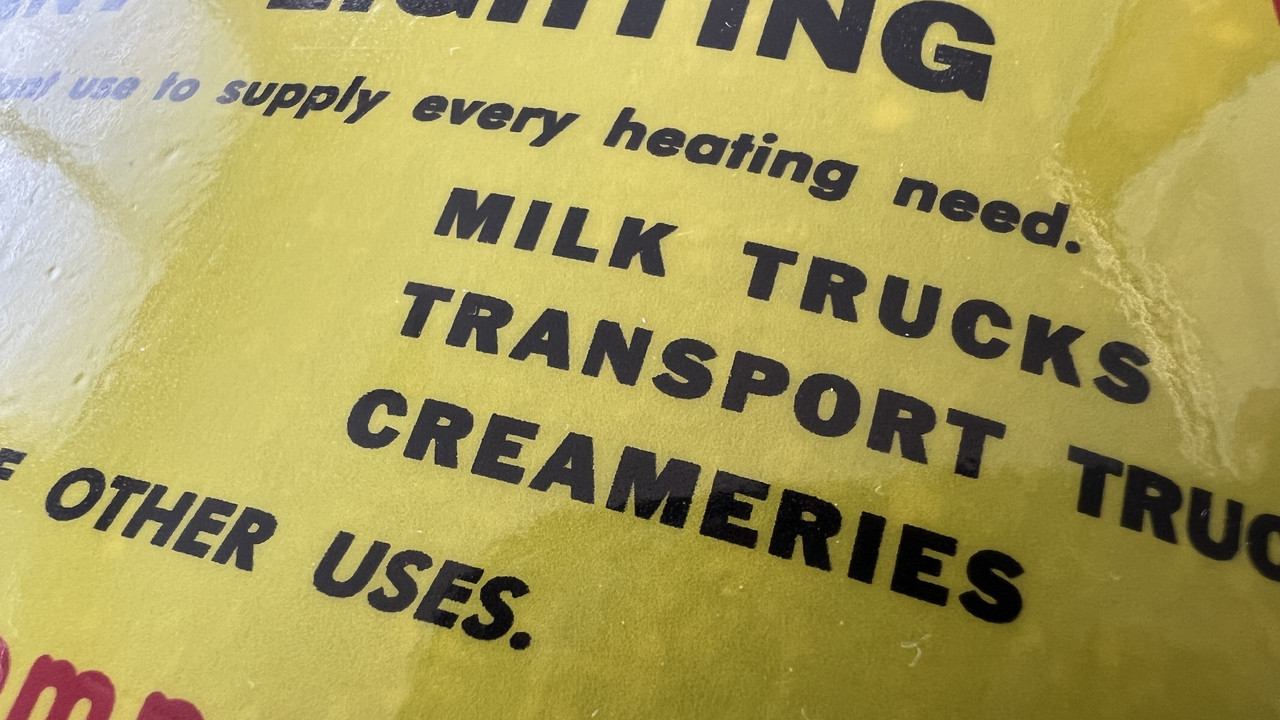 LIGHTING
use to supply every heating need.
MILK TRUCKS
TRANSPORT
CREAMERIES
OTHER USES.